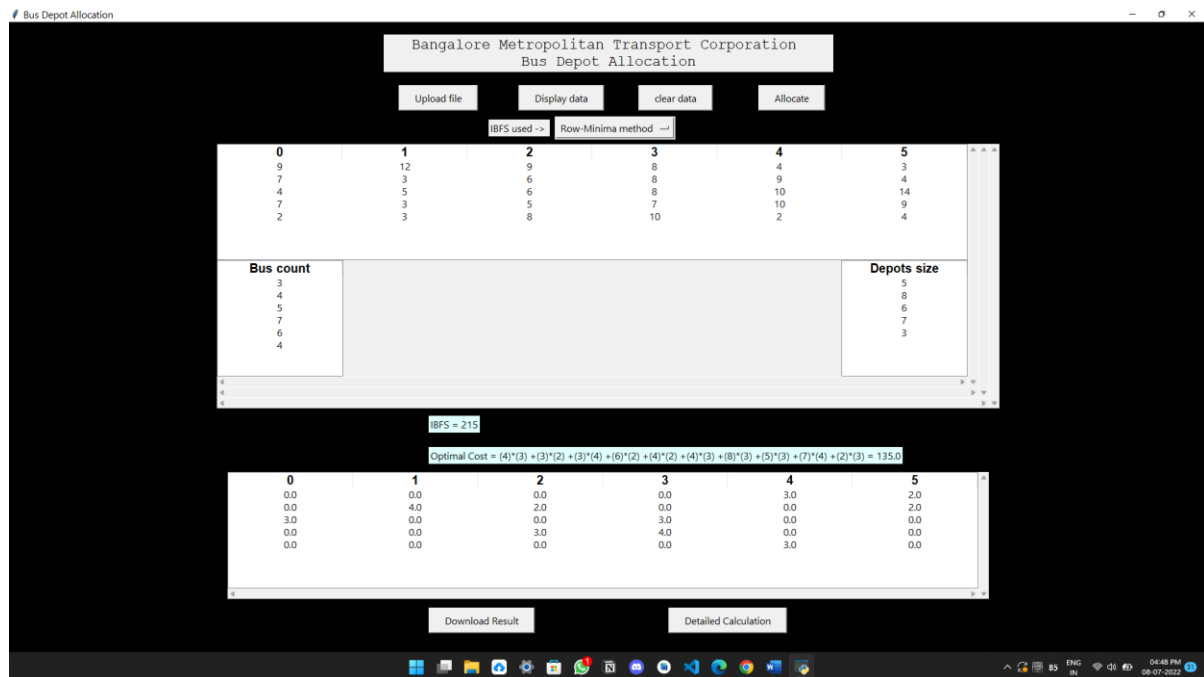 Bus Depot Allocation
Bangalore Metropolitan Transport Corporation
Bus Depot Allocation
Upload file Display data clear data Allocate
IBFS used -> Row-Minima method
0 1 2 3 4 5
9 12 9 8 4 3
7 3 6 8 9 4
4 5 6 8 10 14
7 3 5 7 10 9
2 3 8 10 2 4
Bus count Depots size
3 5
4 8
5 6
7 7
6 3
4
IBFS = 215
Optimal Cost = (4)*(3) +(3)*(2) +(3)*(4) +(6)*(2) +(4)*(2) +(4)*(3) +(8)*(3) +(5)*(3) +(7)*(4) +(2)*(3) = 135.0
0 1 2 3 4 5
0.0 0.0 0.0 0.0 3.0 2.0
0.0 4.0 2.0 0.0 0.0 2.0
3.0 0.0 0.0 3.0 0.0 0.0
0.0 0.0 3.0 4.0 0.0 0.0
0.0 0.0 0.0 0.0 3.0 0.0
Download Result Detailed Calculation
85 ENG 04:48 PM
IN 08-07-2022